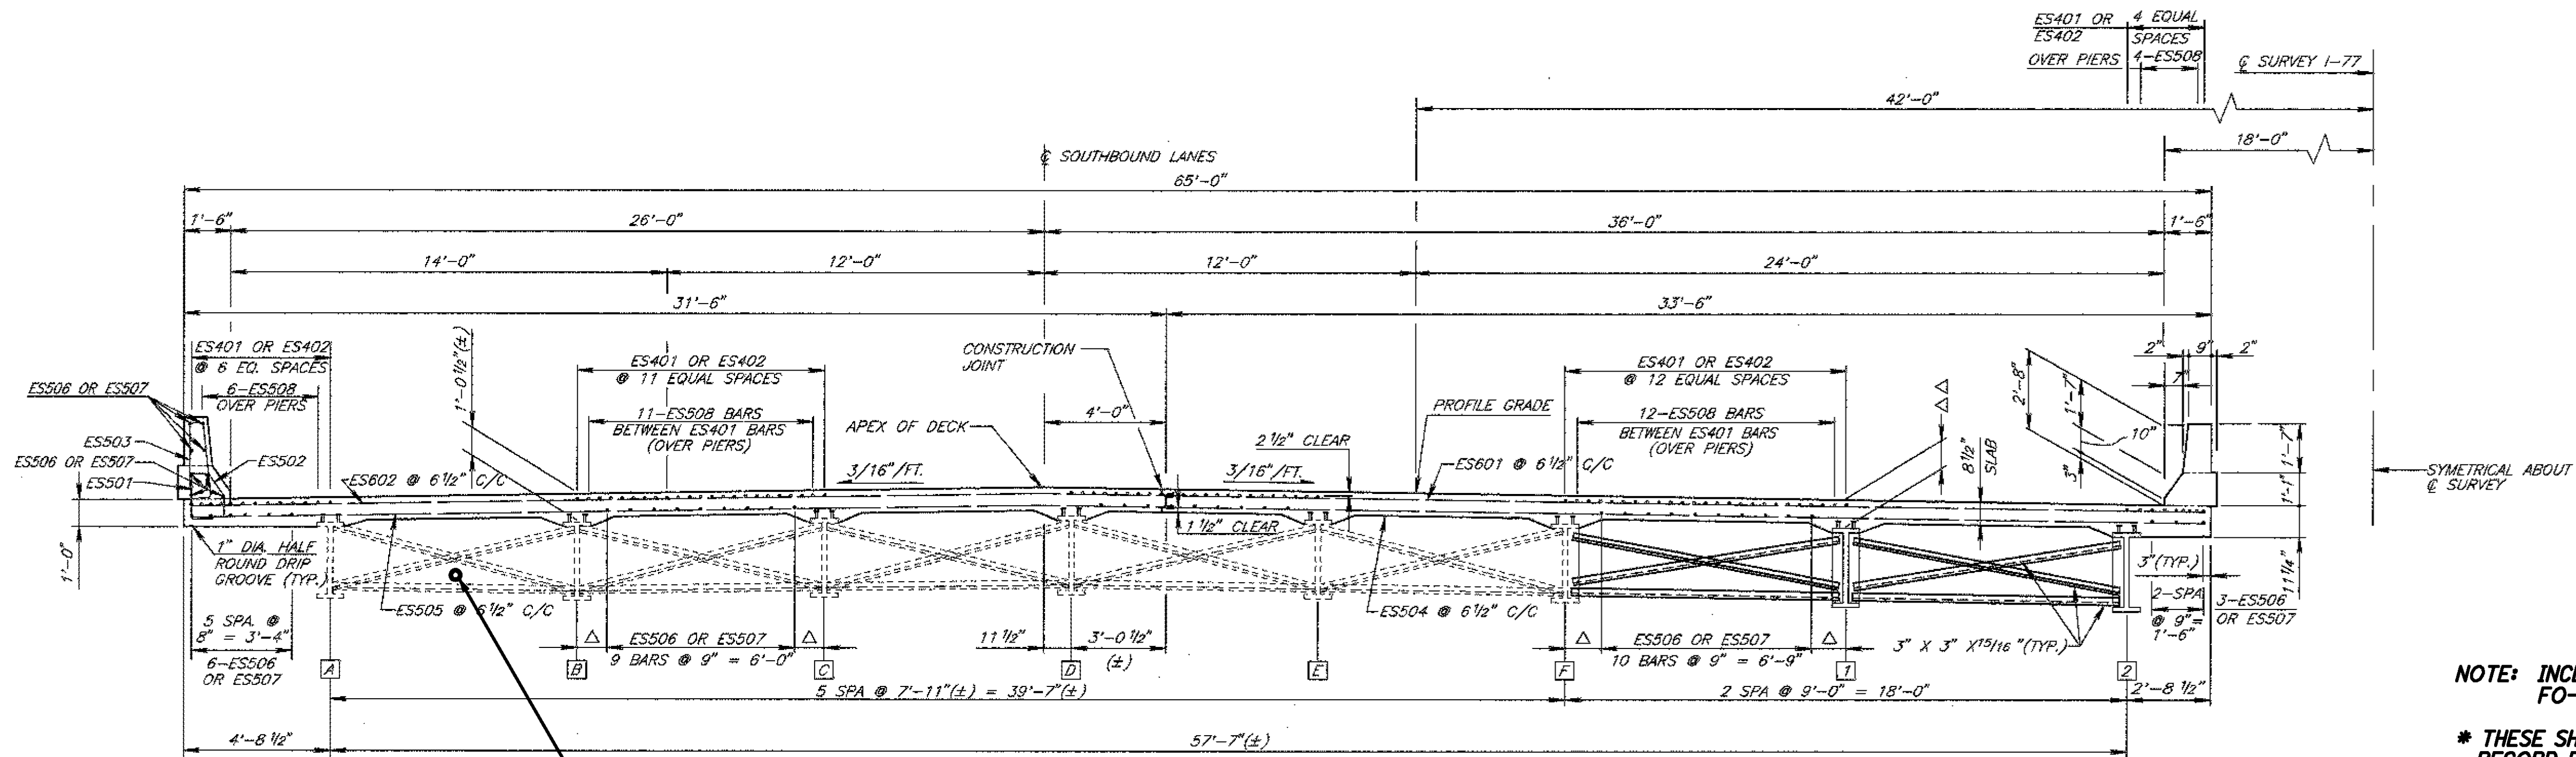 ES401 OR
ES402
OVER PIERS
4 EQUAL
SPACES
4-ES508
℄ SURVEY I-77
42'-0"
18'-0"
℄ SOUTHBOUND LANES
65'-0"
1'-6"
26'-0"
36'-0"
1'-6"
14'-0"
12'-0"
12'-0"
24'-0"
31'-6"
33'-6"
ES401 OR ES402
@ 6 EQ. SPACES
6-ES508
OVER PIERS
1'-0 1/2"(±)
ES401 OR ES402
@ 11 EQUAL SPACES
11-ES508 BARS
BETWEEN ES401 BARS
(OVER PIERS)
CONSTRUCTION
JOINT
4'-0"
APEX OF DECK
2 1/2" CLEAR
PROFILE GRADE
ES401 OR ES402
@ 12 EQUAL SPACES
12-ES508 BARS
BETWEEN ES401 BARS
(OVER PIERS)
△△
8 1/2"
SLAB
2'-8"
1'-7"
10"
3"
2"
9"
2"
7"
1'-7"
1'-1"
11 1/4"
SYMETRICAL ABOUT
℄ SURVEY
ES506 OR ES507
ES503
ES506 OR ES507
ES501
ES502
ES602 @ 6 1/2" C/C
3/16"/FT.
3/16"/FT.
ES601 @ 6 1/2" C/C
1 1/2" CLEAR
1'-0"
1" DIA. HALF
ROUND DRIP
GROOVE (TYP.)
ES505 @ 6 1/2" C/C
ES504 @ 6 1/2" C/C
5 SPA. @
8" = 3'-4"
6-ES506
OR ES507
△ ES506 OR ES507 △
9 BARS @ 9" = 6'-0"
11 1/2"
3'-0 1/2"
(±)
△ ES506 OR ES507 △
10 BARS @ 9" = 6'-9"
3" X 3" X 15/16 "(TYP.)
3"(TYP.)
2-SPA
@ 9"=
1'-6"
3-ES506
OR ES507
A B C D E F 1 2
5 SPA @ 7'-11"(±) = 39'-7"(±)
2 SPA @ 9'-0" = 18'-0"
2'-8 1/2"
4'-8 1/2"
57'-7"(±)
NOTE:
FO-
* THESE SH